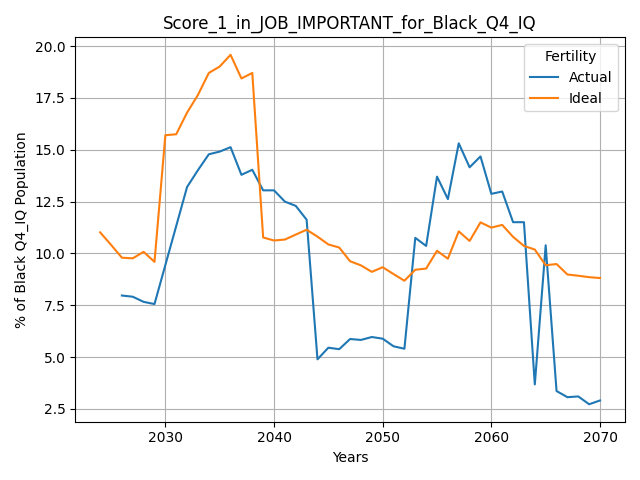 Score_1_in_JOB_IMPORTANT_for_Black_Q4_IQ
Fertility
Actual
Ideal
% of Black Q4_IQ Population
20.0
17.5
15.0
12.5
10.0
7.5
5.0
2.5
2030
2040
2050
2060
2070
Years